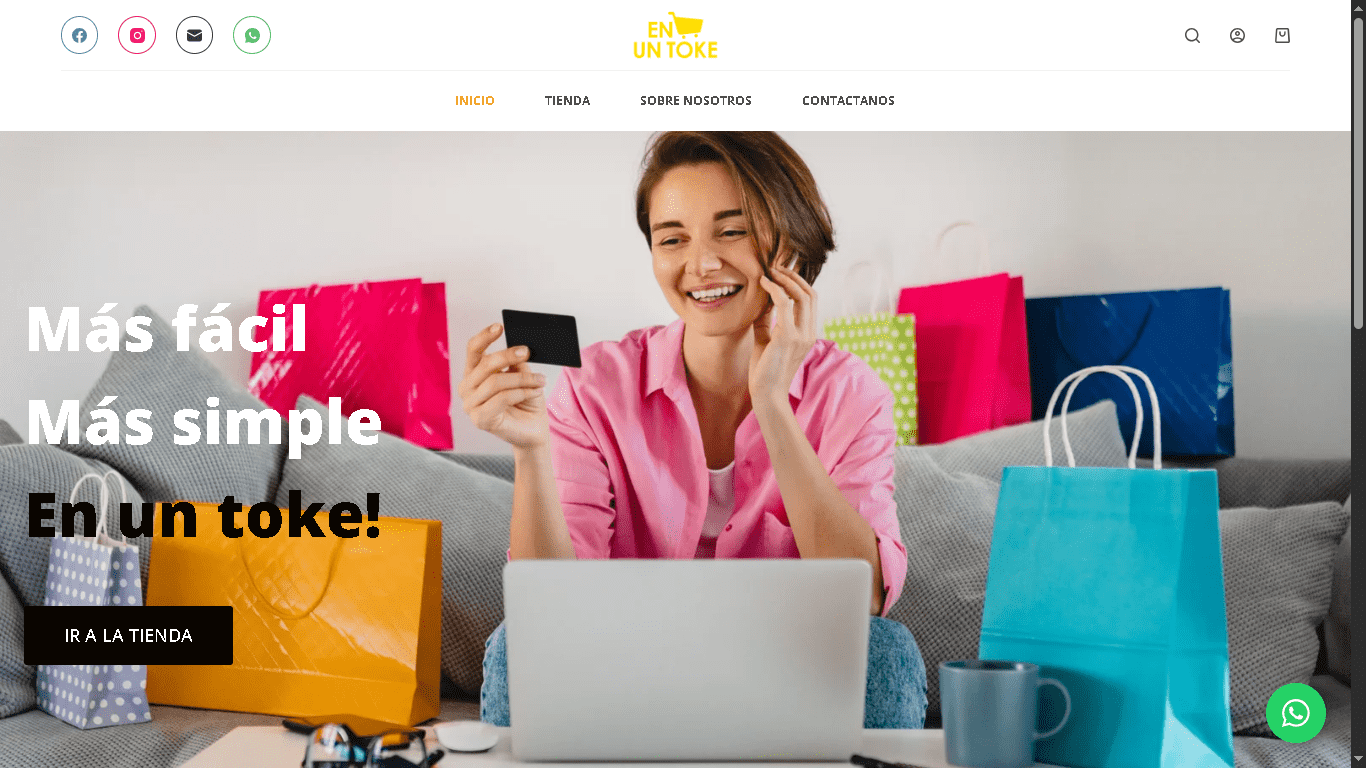 EN
UN TOKE
INICIO
TIENDA
SOBRE NOSOTROS
CONTACTANOS
Más fácil
Más simple
En un toke!
IR A LA TIENDA